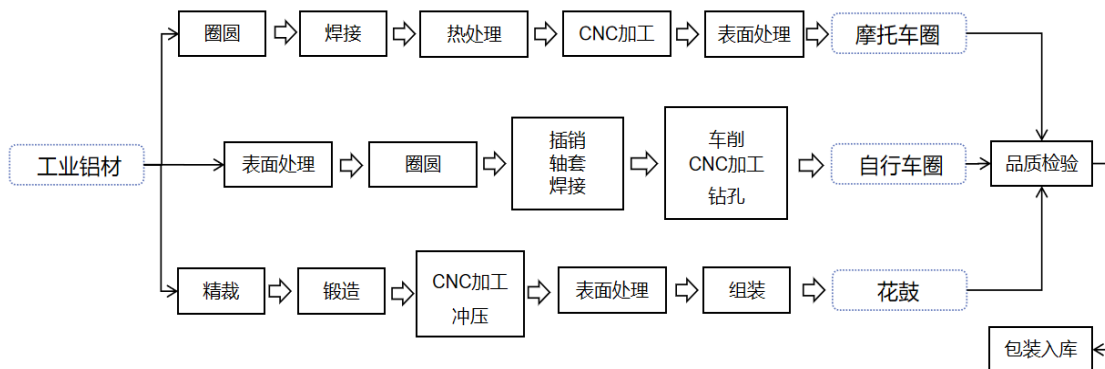 圈圆
焊接
热处理
CNC加工
表面处理
摩托车圈
工业铝材
表面处理
圈圆
插销
轴套
焊接
车削
CNC加工
钻孔
自行车圈
品质检验
精裁
锻造
CNC加工
冲压
表面处理
组装
花鼓
包装入库